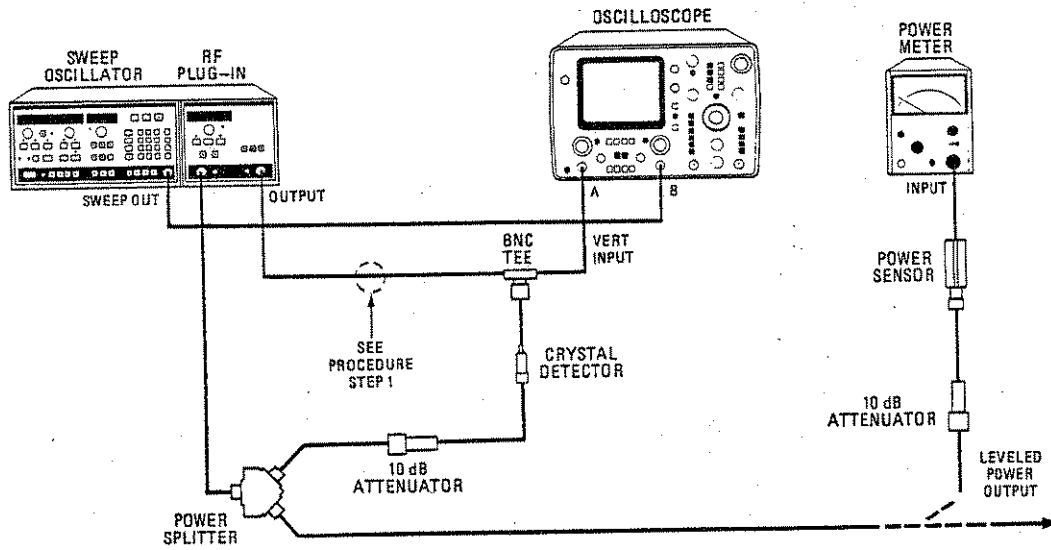 OSCILLOSCOPE
POWER
METER
SWEEP
OSCILLATOR
RF
PLUG-IN
SWEEP OUT
OUTPUT
A
B
VERT
INPUT
INPUT
BNC
TEE
POWER
SENSOR
SEE
PROCEDURE
STEP 1
CRYSTAL
DETECTOR
10 dB
ATTENUATOR
10 dB
ATTENUATOR
LEVELED
POWER
OUTPUT
POWER
SPLITTER